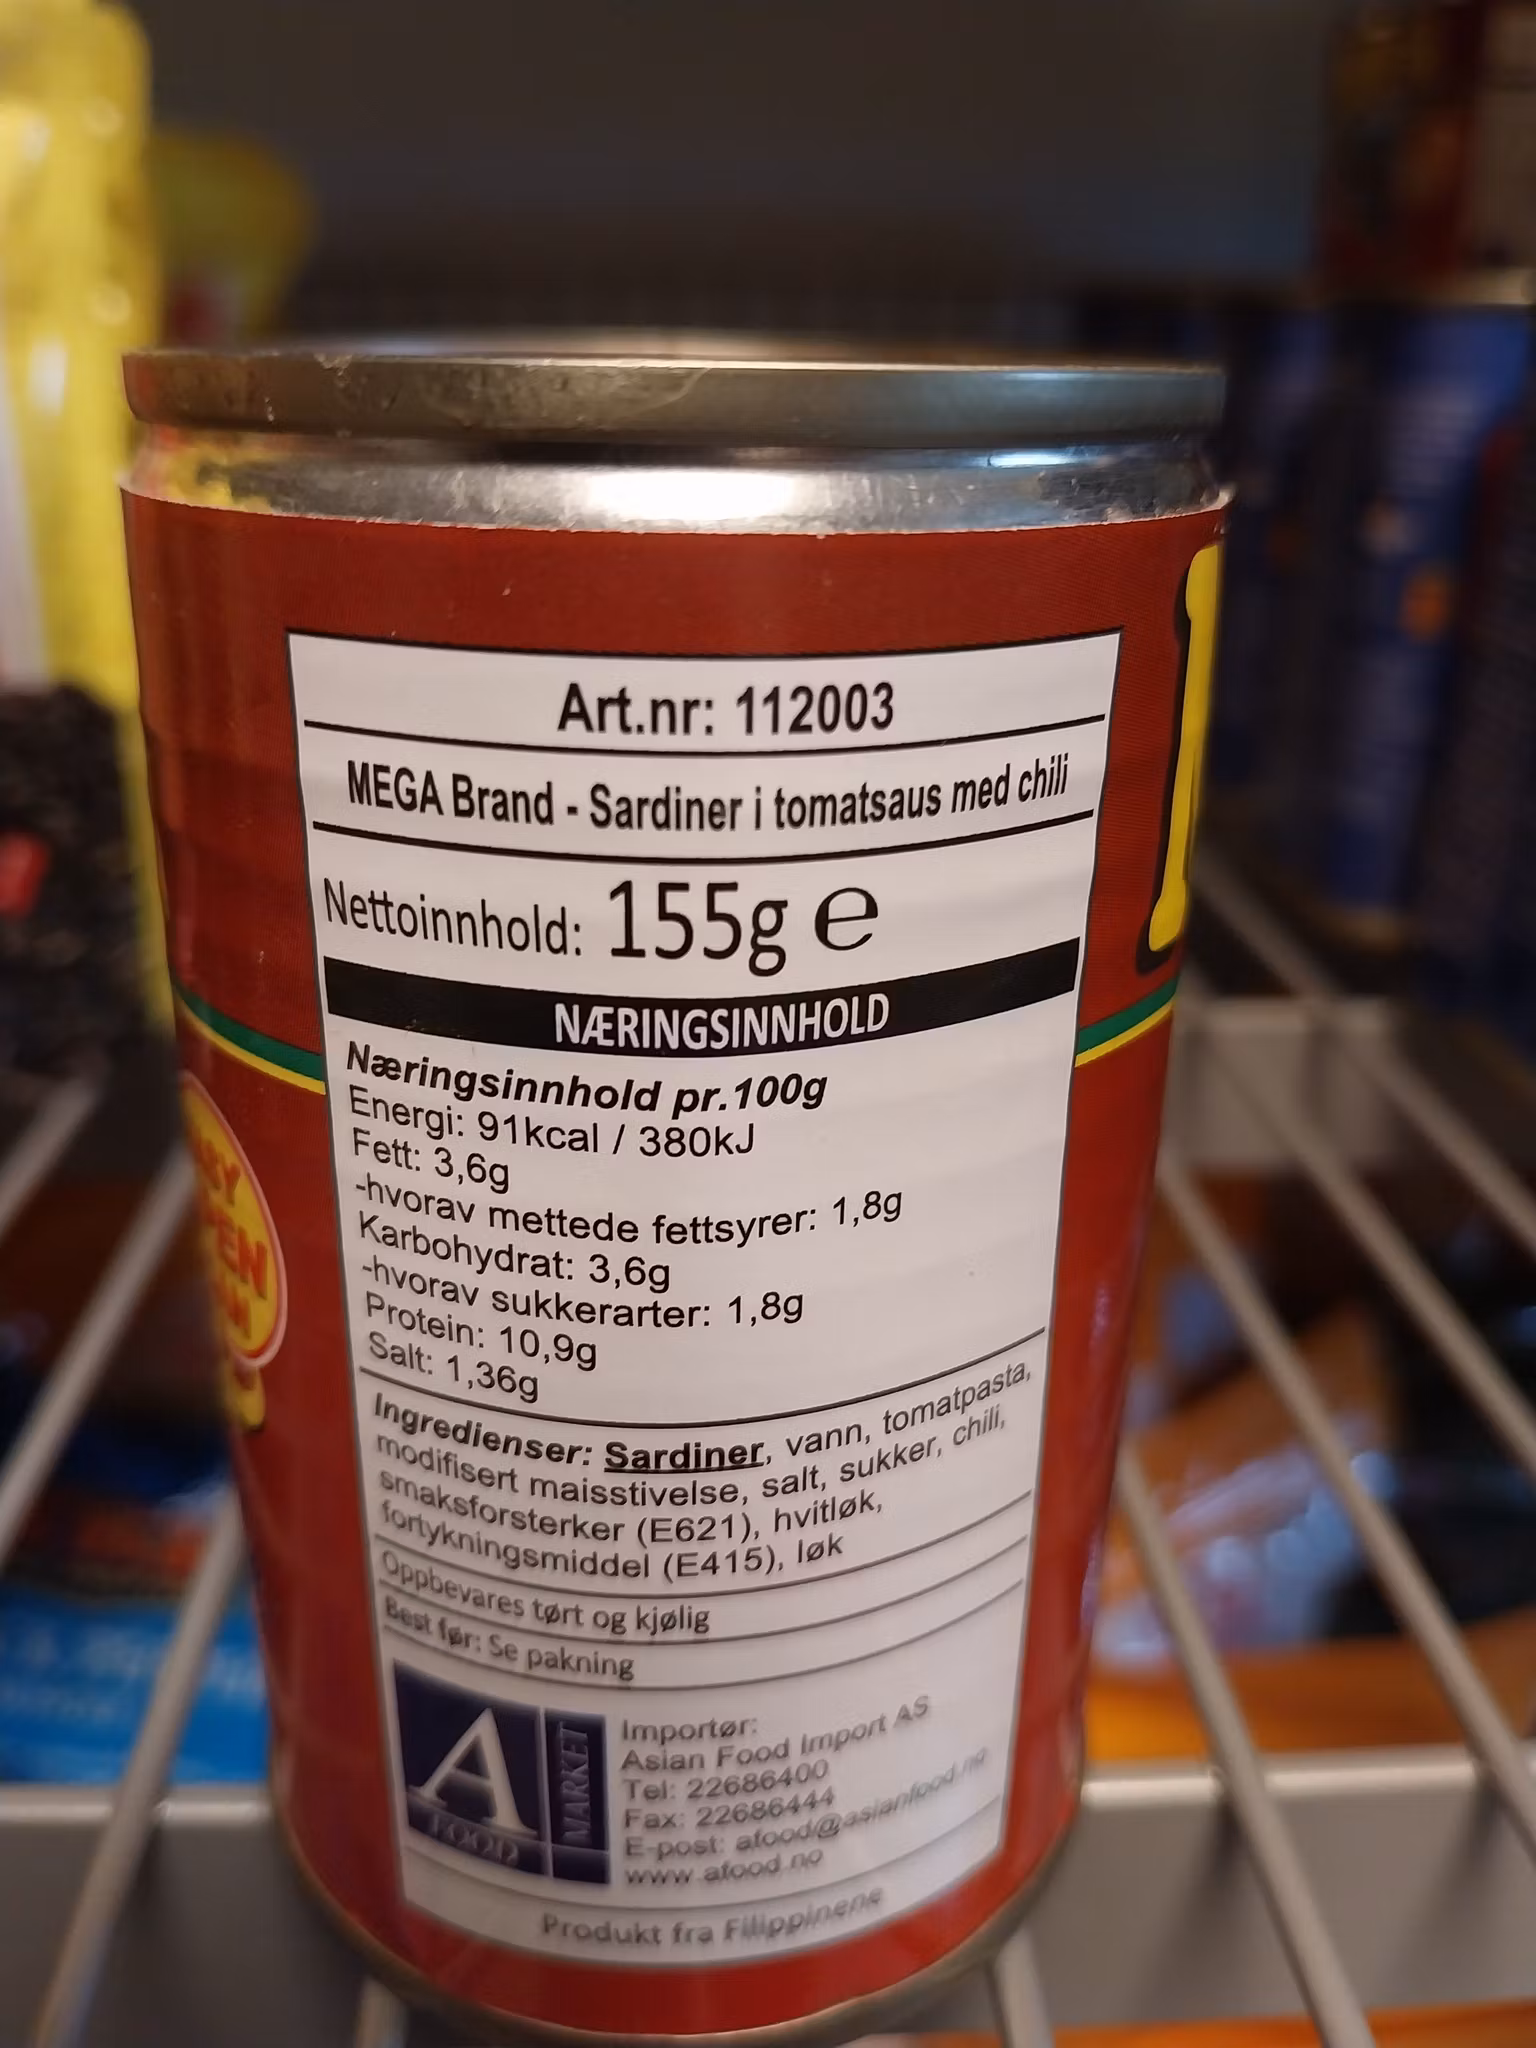 Art.nr: 112003
MEGA Brand - Sardiner i tomatsaus med chili
Nettoinnhold: 155g ℮
NÆRINGSINNHOLD
Næringsinnhold pr.100g
Energi: 91kcal / 380kJ
Fett: 3,6g
-hvorav mettede fettsyrer: 1,8g
Karbohydrat: 3,6g
-hvorav sukkerarter: 1,8g
Protein: 10,9g
Salt: 1,36g
Ingredienser: Sardiner, vann, tomatpasta,
modifisert maisstivelse, salt, sukker, chili,
smaksforsterker (E621), hvitløk,
fortykningsmiddel (E415), løk
Oppbevares tørt og kjølig
Best før: Se pakning
A
FOOD
MARKET
Importør:
Asian Food Import AS
Tel: 22686400
Fax: 22686444
E-post: afood@asianfood.no
www.afood.no
Produkt fra Filippinene